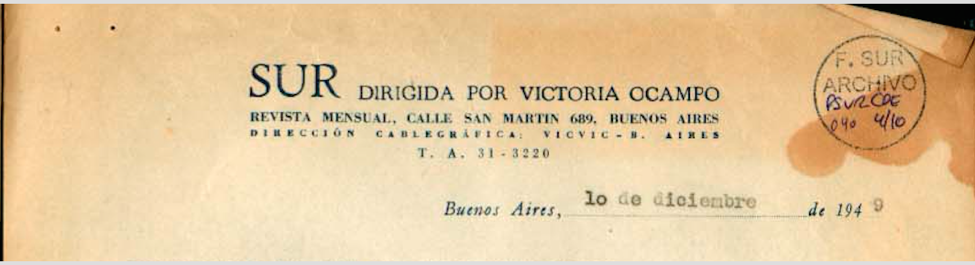 SUR DIRIGIDA POR VICTORIA OCAMPO
REVISTA MENSUAL, CALLE SAN MARTIN 689, BUENOS AIRES
DIRECCIÓN CABLEGRÁFICA: VICVIC - B. AIRES
T. A. 31-3220
F. SUR
ARCHIVO
PSURCDE
040 4/10
Buenos Aires, 1o de diciembre de 1949